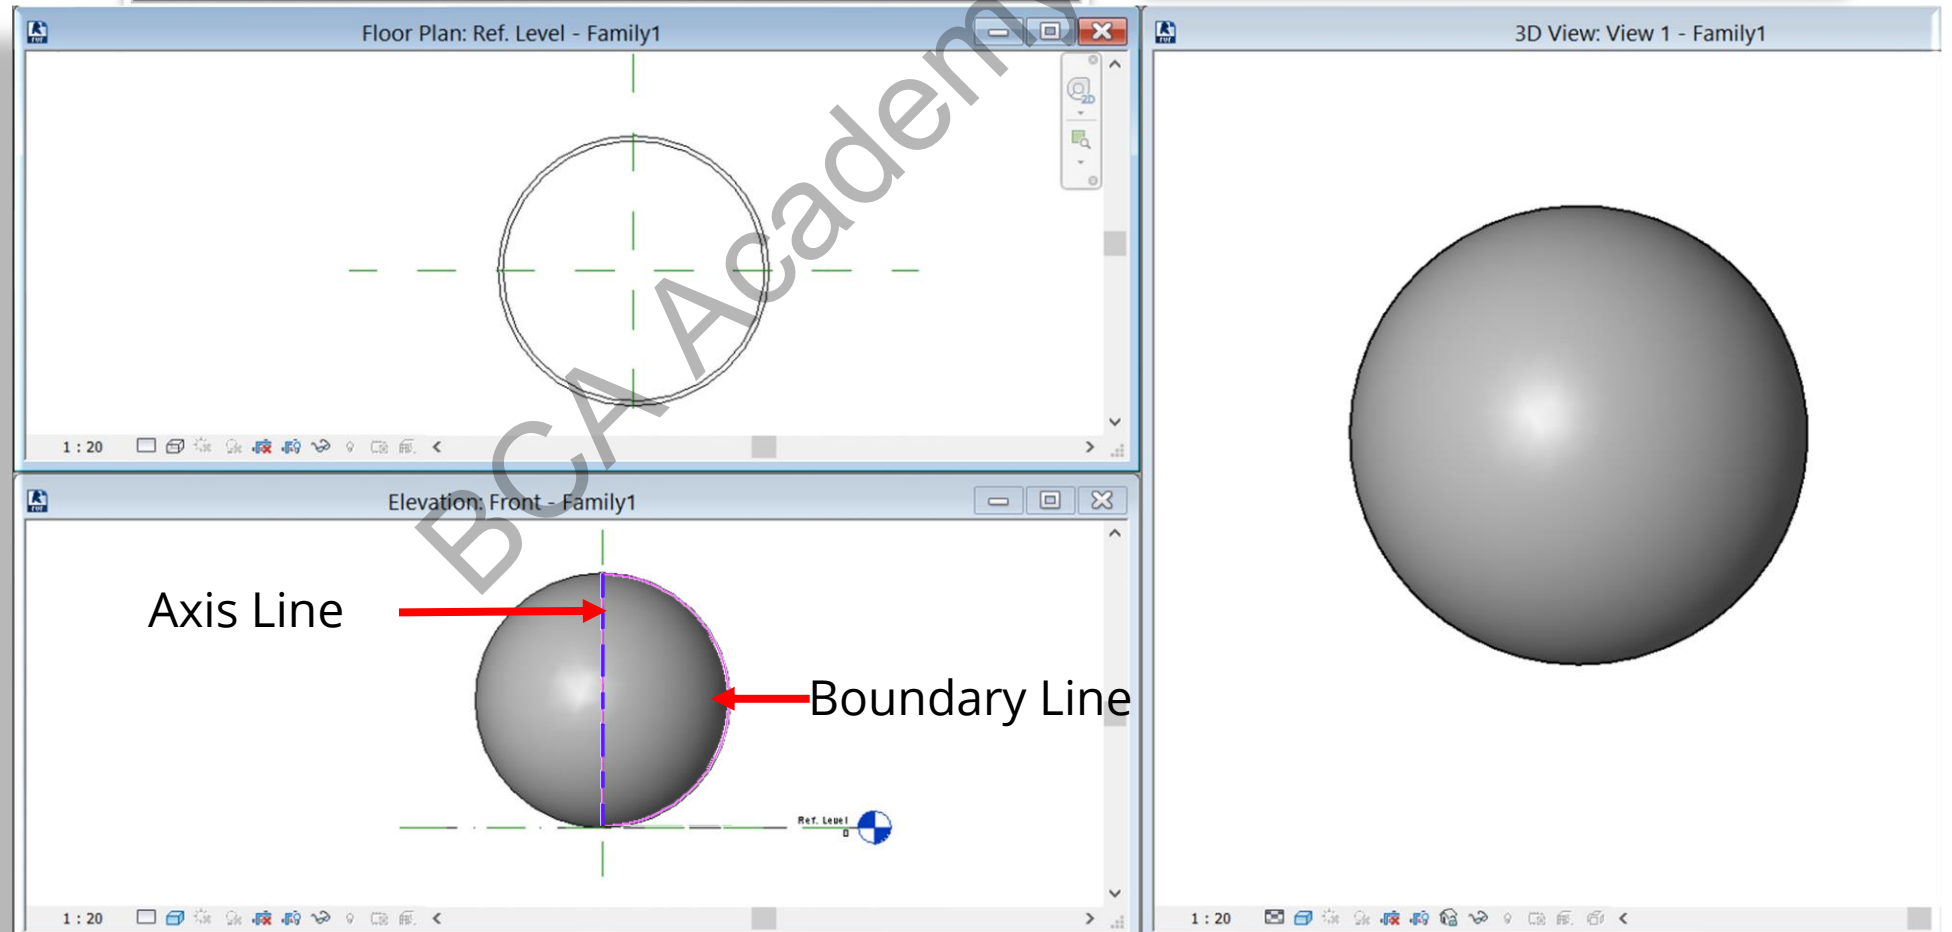 Floor Plan: Ref. Level - Family1
3D View: View 1 - Family1
2D
1 : 20
BCA Academy
Elevation: Front - Family1
Axis Line
Boundary Line
Ref. Level
0
1 : 20
1 : 20